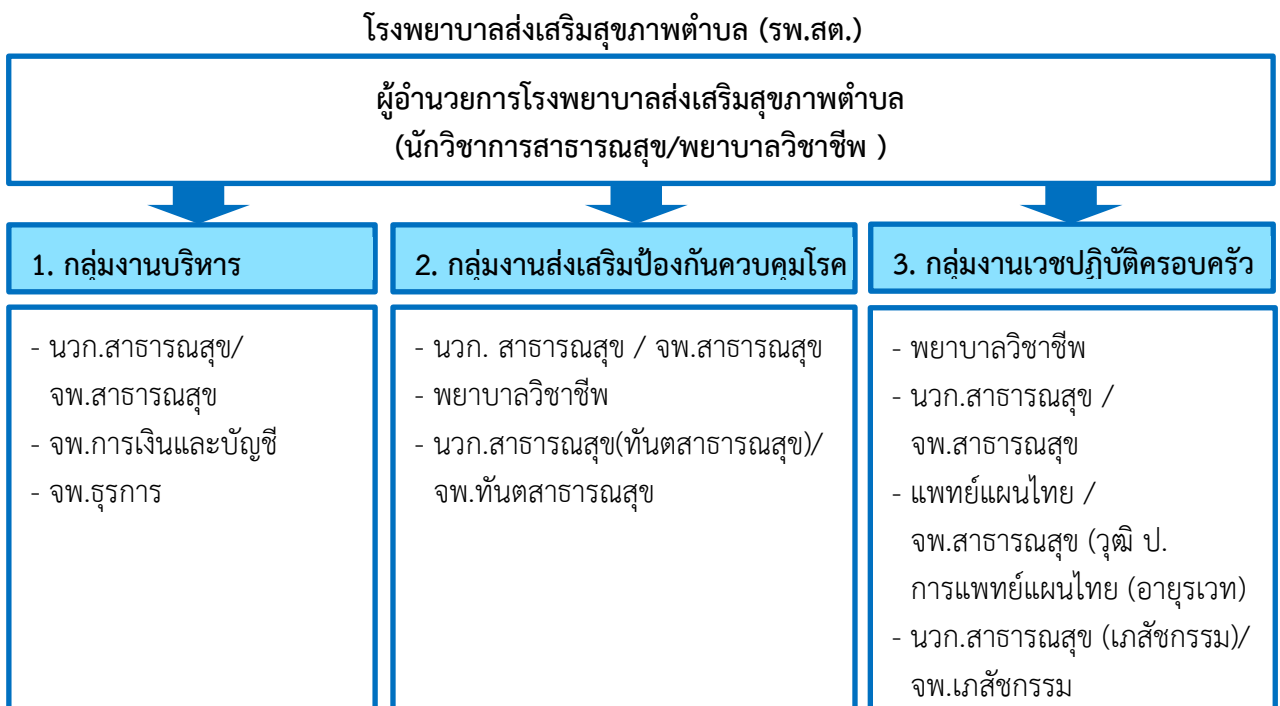 โรงพยาบาลส่งเสริมสุขภาพตำบล (รพ.สต.)
ผู้อำนวยการโรงพยาบาลส่งเสริมสุขภาพตำบล
(นักวิชาการสาธารณสุข/พยาบาลวิชาชีพ )
1. กลุ่มงานบริหาร
- นวก.สาธารณสุข/
จพ.สาธารณสุข
- จพ.การเงินและบัญชี
- จพ.ธุรการ
2. กลุ่มงานส่งเสริมป้องกันควบคุมโรค
- นวก. สาธารณสุข / จพ.สาธารณสุข
- พยาบาลวิชาชีพ
- นวก.สาธารณสุข(ทันตสาธารณสุข)/
จพ.ทันตสาธารณสุข
3. กลุ่มงานเวชปฏิบัติครอบครัว
- พยาบาลวิชาชีพ
- นวก.สาธารณสุข /
จพ.สาธารณสุข
- แพทย์แผนไทย /
จพ.สาธารณสุข (วุฒิ ป.
การแพทย์แผนไทย (อายุรเวท)
- นวก.สาธารณสุข (เภสัชกรรม)/
จพ.เภสัชกรรม